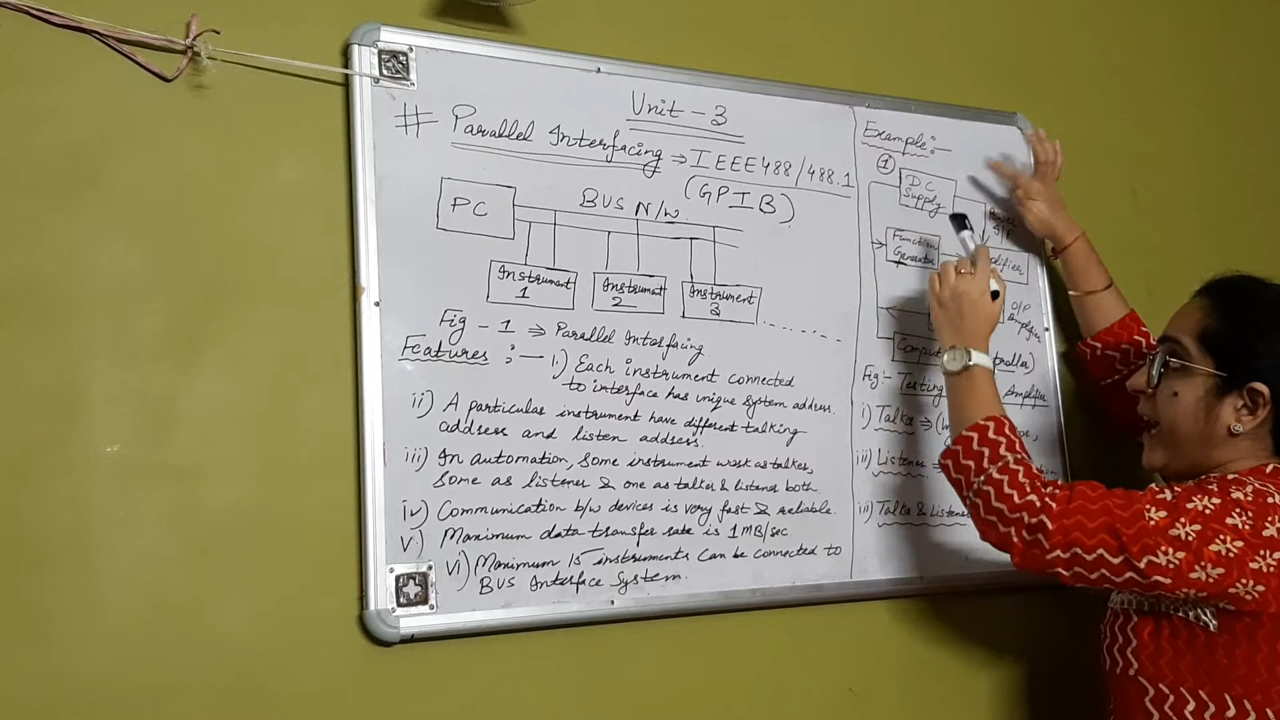 Unit - 3
# Parallel Interfacing ⇒ IEEE488/488.1
(GPIB)
PC
BUS N/w
Instrument
1
Instrument
2
Instrument
3
Fig - 1 ⇒ Parallel Interfacing
Features :- i) Each instrument connected
to interface has unique system address.
ii) A particular instrument have different talking
address and listen address.
iii) In automation, some instrument work as talker,
Some as listener & one as talker & listener both.
iv) Communication b/w devices is very fast & reliable.
v) Maximum data transfer rate is 1MB/sec
vi) Maximum 15 instruments can be connected to
BUS Interface System.
Example:-
①
D.C.
Supply
Power
Function
Generator
O/P
Amplifier
Fig:- Testing Amplifier
i) Talker ⇒
ii) Listener
iii) Talker & Listener